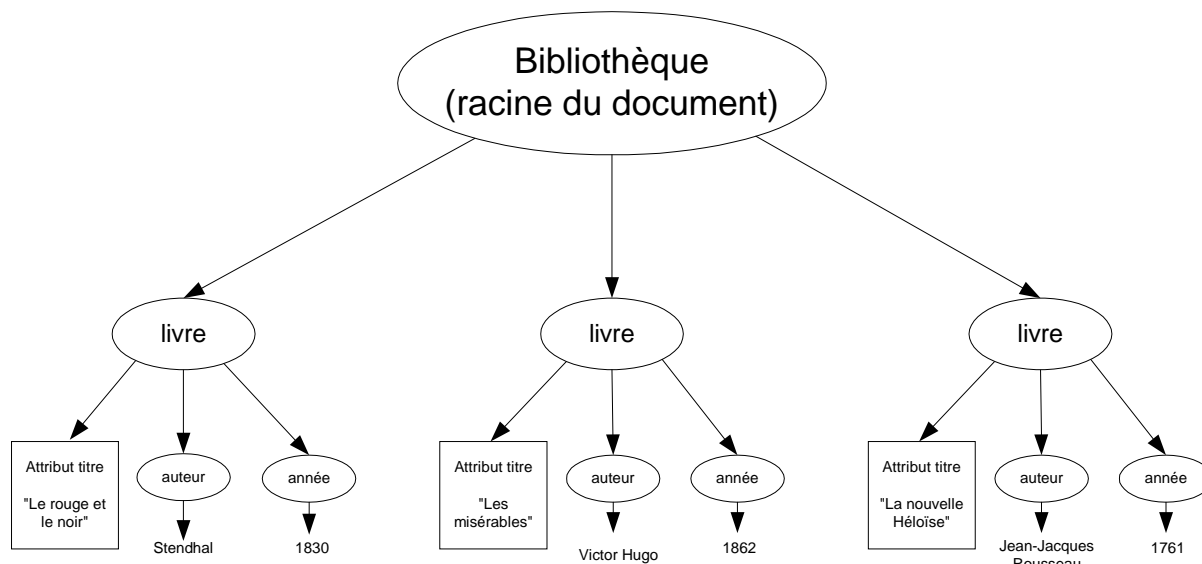 Bibliothèque
(racine du document)
livre
livre
livre
Attribut titre
"Le rouge et
le noir"
auteur
année
Stendhal
1830
Attribut titre
"Les
misérables"
auteur
année
Victor Hugo
1862
Attribut titre
"La nouvelle
Héloïse"
auteur
année
Jean-Jacques
Rousseau
1761